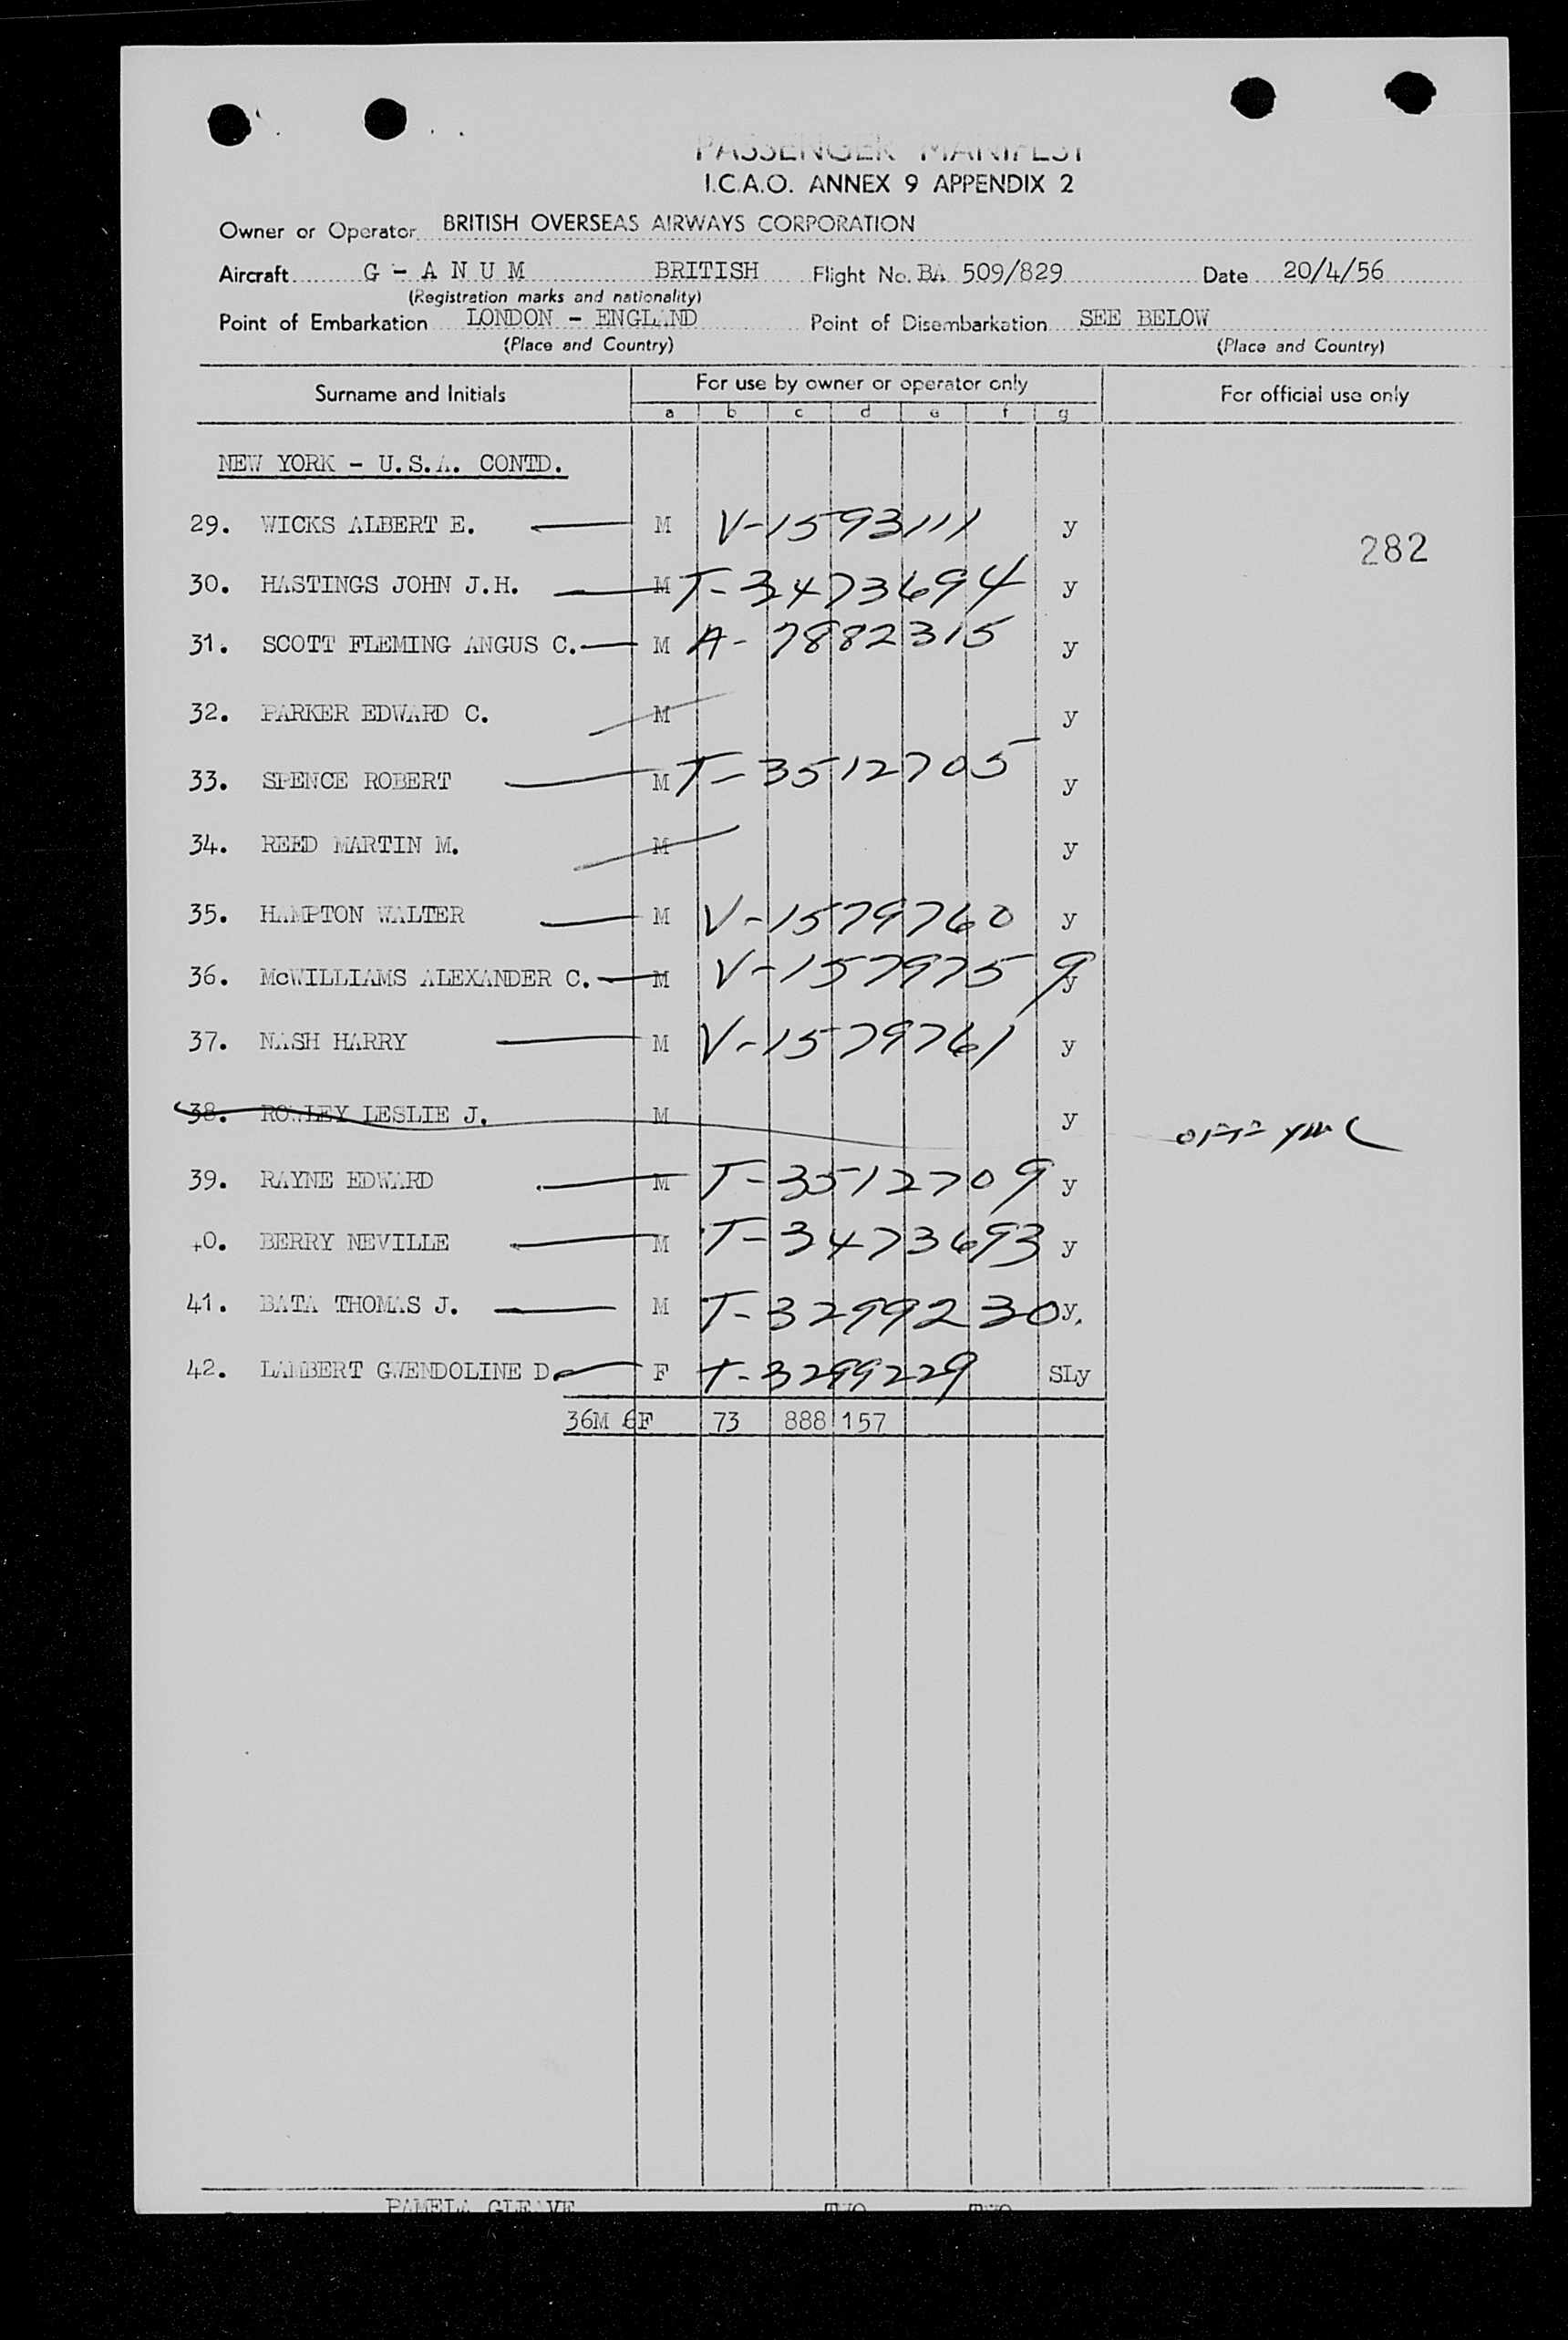 PASSENGER MANIFEST
I.C.A.O. ANNEX 9 APPENDIX 2
Owner or Operator BRITISH OVERSEAS AIRWAYS CORPORATION
Aircraft G - A N U M BRITISH Flight No. BA 509/829 Date 20/4/56
(Registration marks and nationality)
Point of Embarkation LONDON - ENGLAND Point of Disembarkation SEE BELOW
(Place and Country) (Place and Country)
Surname and Initials For use by owner or operator only For official use only
a b c d e f g
NEW YORK - U.S.A. CONTD.
29. WICKS ALBERT E. M V-1593111 y
282
30. HASTINGS JOHN J.H. M T-3473694 y
31. SCOTT FLEMING ANGUS C. M A-7882315 y
32. PARKER EDWARD C. M y
33. SPENCE ROBERT M T-3512705 y
34. REED MARTIN M. M y
35. HAMPTON WALTER M V-1579760 y
36. McWILLIAMS ALEXANDER C. M V-1579759 y
37. NASH HARRY M V-1579761 y
38. ROWLEY LESLIE J. M y OFF
39. RAYNE EDWARD M T-3512709 y
40. BERRY NEVILLE M T-3473693 y
41. BATA THOMAS J. M T-3299230 y.
42. LAMBERT GWENDOLINE D. F T-3299229 SLy
36M 6F 73 888 157
PAMELA GLEAVE TWO TWO